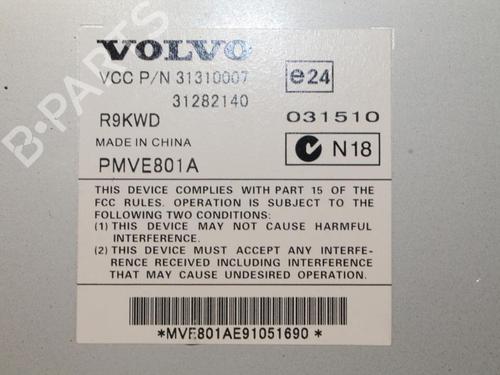 VOLVO
VCC P/N 31310007
31282140
e24
R9KWD
031510
MADE IN CHINA
N18
PMVE801A
THIS DEVICE COMPLIES WITH PART 15 OF THE
FCC RULES. OPERATION IS SUBJECT TO THE
FOLLOWING TWO CONDITIONS:
(1) THIS DEVICE MAY NOT CAUSE HARMFUL
INTERFERENCE.
(2) THIS DEVICE MUST ACCEPT ANY INTERFE-
RENCE RECEIVED INCLUDING INTERFERENCE
THAT MAY CAUSE UNDESIRED OPERATION.
*MVE801AE91051690*
B-PARTS